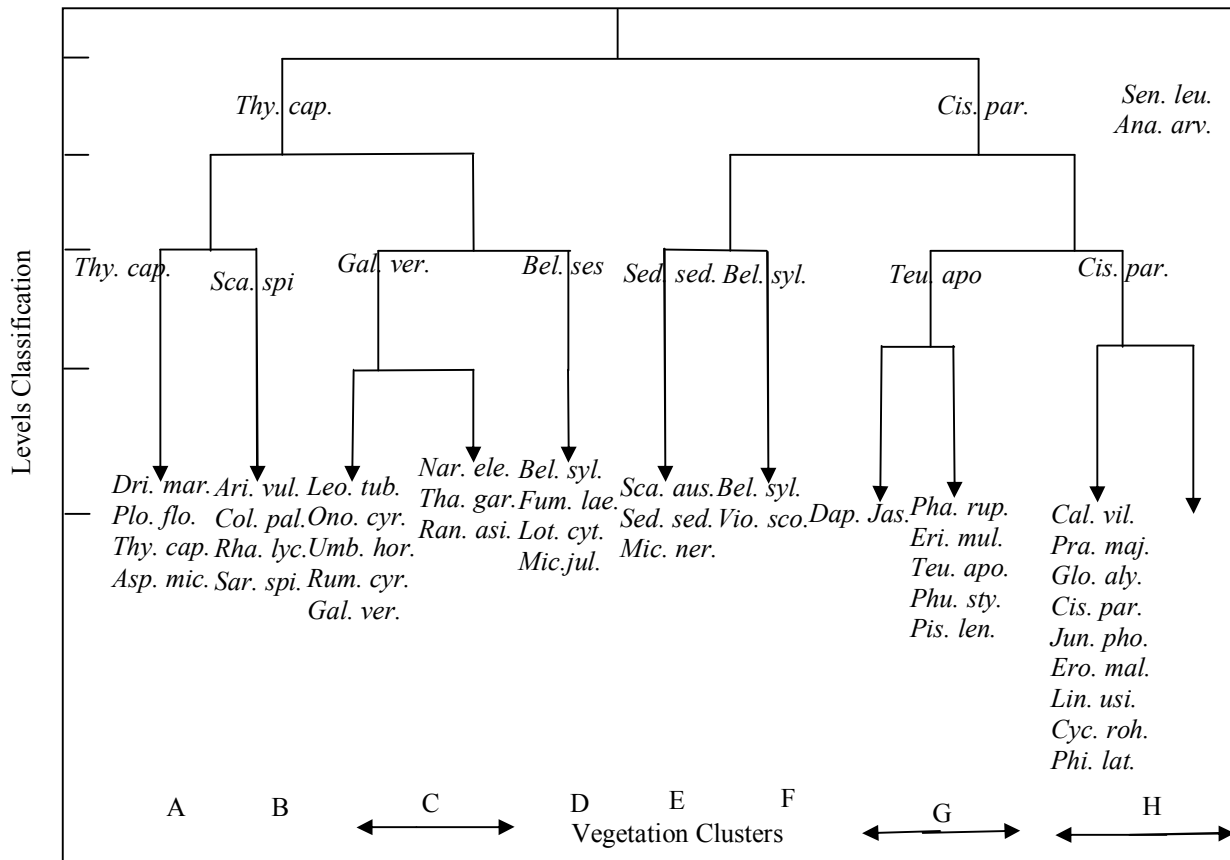 Thy. cap.
Cis. par.
Sen. leu.
Ana. arv.
Thy. cap.
Sca. spi
Gal. ver.
Bel. ses
Sed. sed.
Bel. syl.
Teu. apo
Cis. par.
Levels Classification
Dri. mar.
Plo. flo.
Thy. cap.
Asp. mic.
Ari. vul.
Col. pal.
Rha. lyc.
Sar. spi.
Leo. tub.
Ono. cyr.
Umb. hor.
Rum. cyr.
Gal. ver.
Nar. ele.
Tha. gar.
Ran. asi.
Bel. syl.
Fum. lae.
Lot. cyt.
Mic.jul.
Sca. aus.
Sed. sed.
Mic. ner.
Bel. syl.
Vio. sco.
Dap. Jas.
Pha. rup.
Eri. mul.
Teu. apo.
Phu. sty.
Pis. len.
Cal. vil.
Pra. maj.
Glo. aly.
Cis. par.
Jun. pho.
Ero. mal.
Lin. usi.
Cyc. roh.
Phi. lat.
A B C D E F G H
Vegetation Clusters